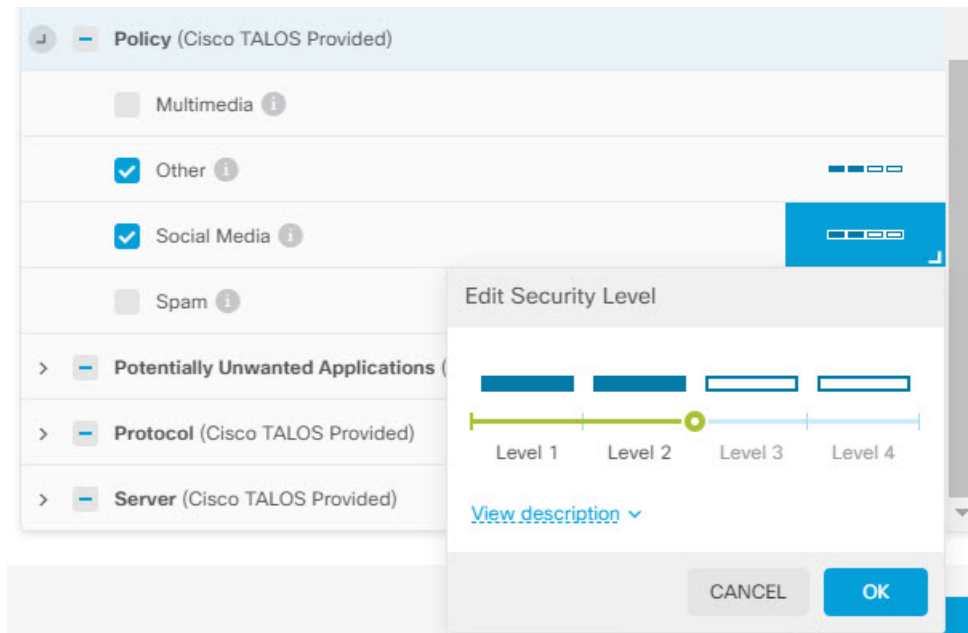 Policy (Cisco TALOS Provided)
Multimedia i
Other i
Social Media i
Spam i
Edit Security Level
Potentially Unwanted Applications (
Level 1 Level 2 Level 3 Level 4
Protocol (Cisco TALOS Provided)
Server (Cisco TALOS Provided)
View description
CANCEL OK